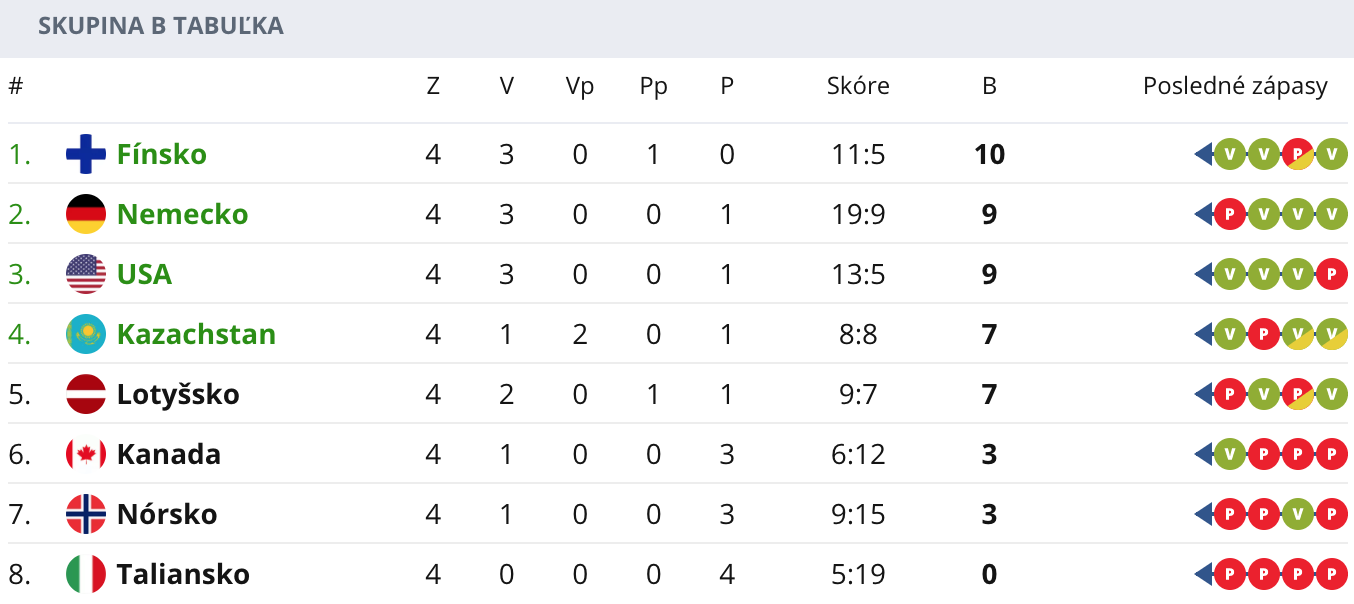 SKUPINA B TABUĽKA
# Z V Vp Pp P Skóre B Posledné zápasy
1. Fínsko 4 3 0 1 0 11:5 10 V V P V
2. Nemecko 4 3 0 0 1 19:9 9 P V V V
3. USA 4 3 0 0 1 13:5 9 V V V P
4. Kazachstan 4 1 2 0 1 8:8 7 V P V V
5. Lotyšsko 4 2 0 1 1 9:7 7 P V P V
6. Kanada 4 1 0 0 3 6:12 3 V P P P
7. Nórsko 4 1 0 0 3 9:15 3 P P V P
8. Taliansko 4 0 0 0 4 5:19 0 P P P P